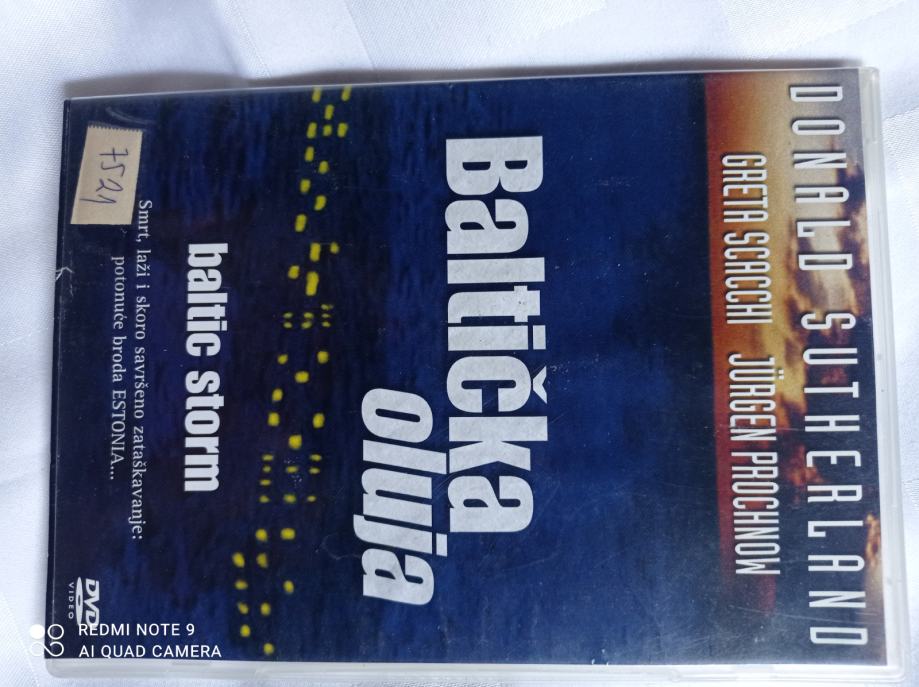 DONALD SUTHERLAND
GRETA SCACCHI JÜRGEN PROCHNOW
Baltička
oluja
baltic storm
Smrt, laži i skoro savršeno zataškavanje:
potonuće broda ESTONIA...
7521
DVD
VIDEO
REDMI NOTE 9
AI QUAD CAMERA